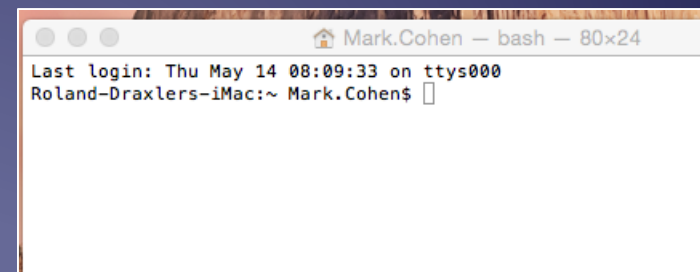 Mark.Cohen — bash — 80×24
Last login: Thu May 14 08:09:33 on ttys000
Roland-Draxlers-iMac:~ Mark.Cohen$